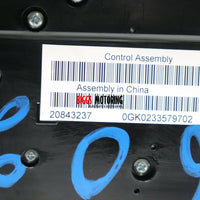 Control Assembly
Assembly in China
BIGGS MOTORING
20843237 0GK0233579702